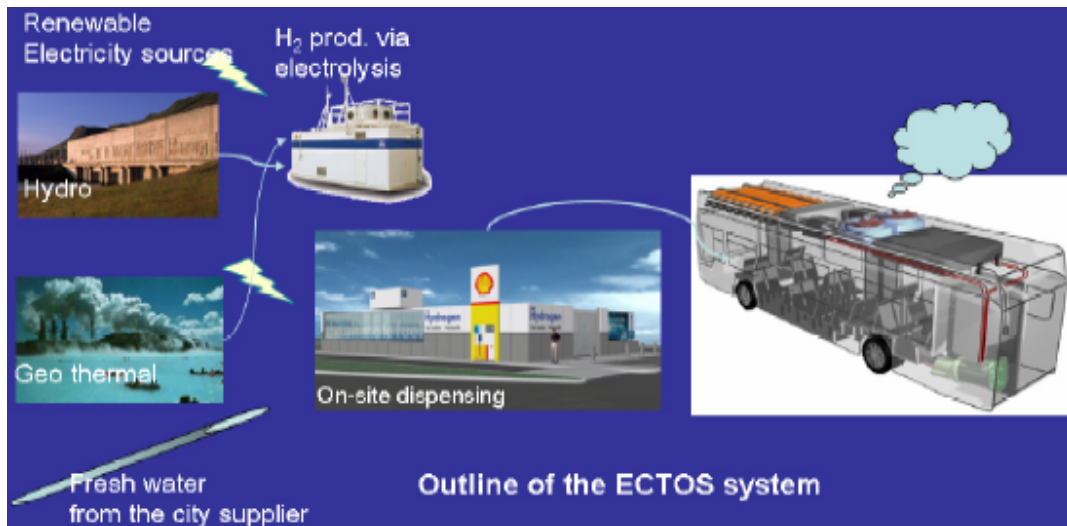 Renewable
Electricity sources
H2 prod. via
electrolysis
Hydro
Geo thermal
Hydrogen
On-site dispensing
Fresh water
from the city supplier
Outline of the ECTOS system